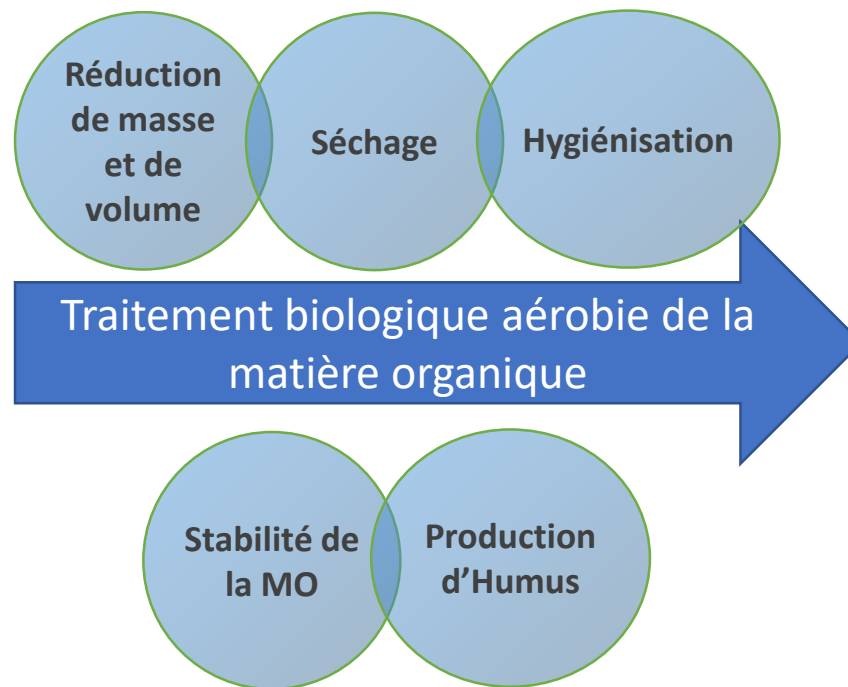 Réduction
de masse
et de
volume
Séchage
Hygiénisation
Traitement biologique aérobie de la
matière organique
Stabilité de
la MO
Production
d’Humus